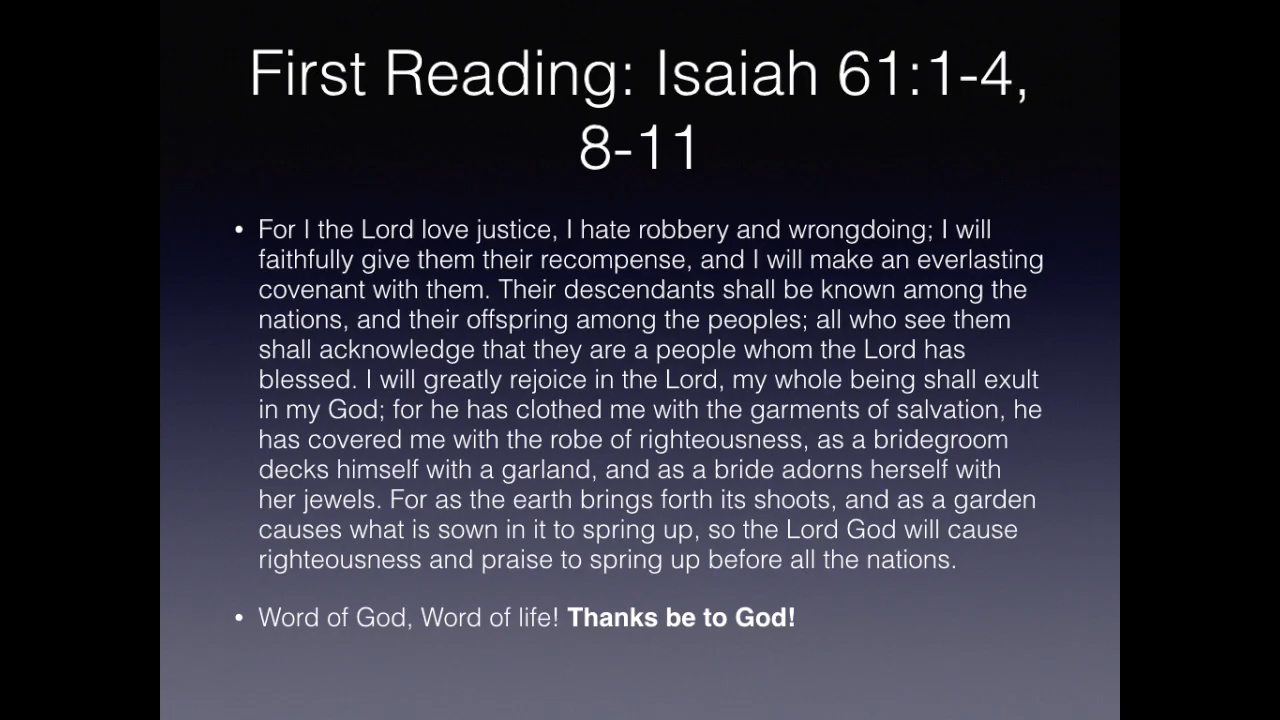 First Reading: Isaiah 61:1-4,
8-11
• For I the Lord love justice, I hate robbery and wrongdoing; I will
faithfully give them their recompense, and I will make an everlasting
covenant with them. Their descendants shall be known among the
nations, and their offspring among the peoples; all who see them
shall acknowledge that they are a people whom the Lord has
blessed. I will greatly rejoice in the Lord, my whole being shall exult
in my God; for he has clothed me with the garments of salvation, he
has covered me with the robe of righteousness, as a bridegroom
decks himself with a garland, and as a bride adorns herself with
her jewels. For as the earth brings forth its shoots, and as a garden
causes what is sown in it to spring up, so the Lord God will cause
righteousness and praise to spring up before all the nations.
• Word of God, Word of life! Thanks be to God!